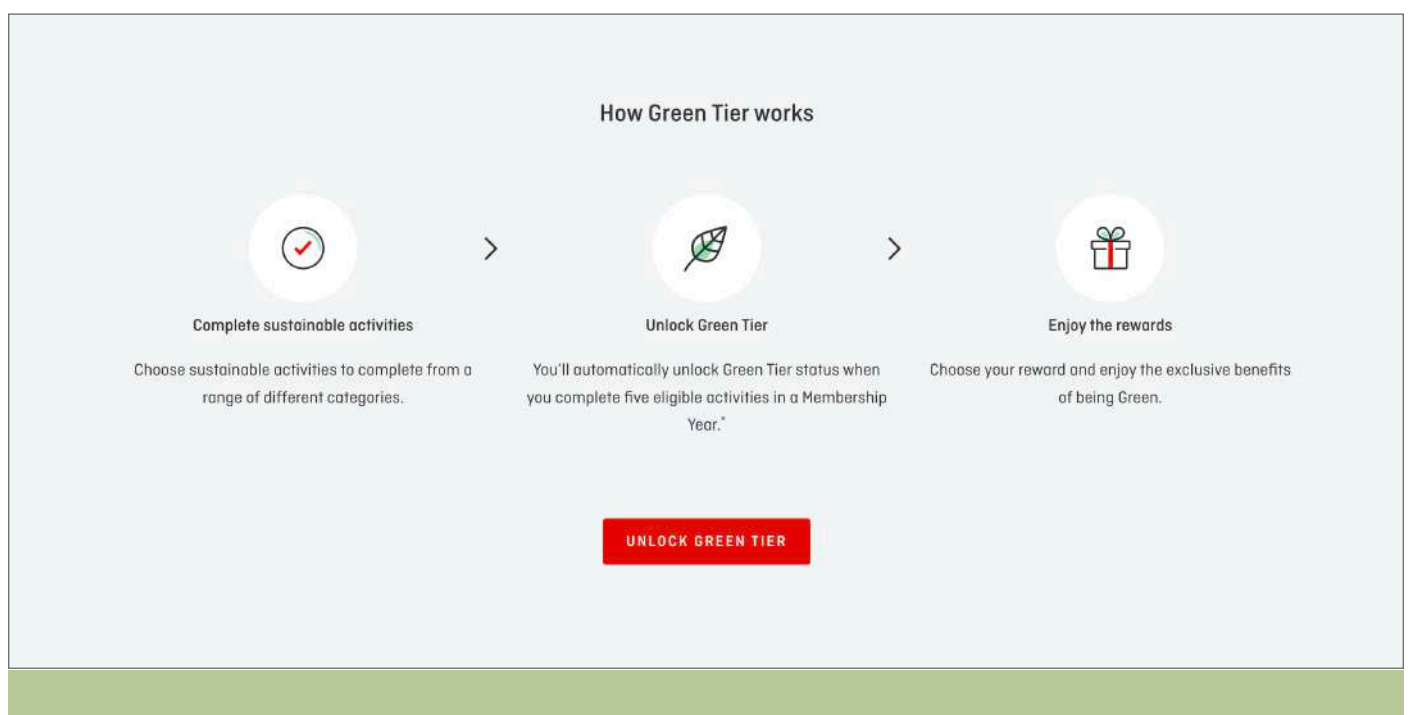 How Green Tier works
Complete sustainable activities
Choose sustainable activities to complete from a
range of different categories.
Unlock Green Tier
You'll automatically unlock Green Tier status when
you complete five eligible activities in a Membership
Year.*
Enjoy the rewards
Choose your reward and enjoy the exclusive benefits
of being Green.
UNLOCK GREEN TIER